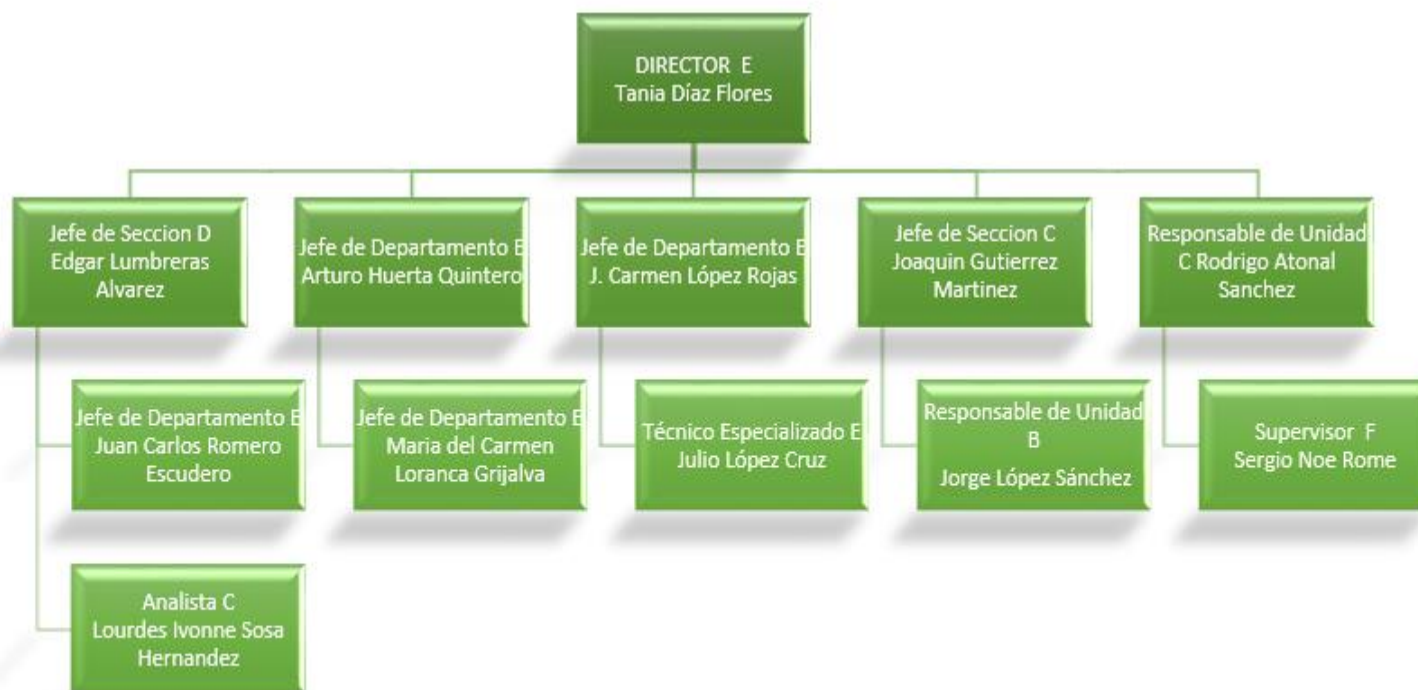 DIRECTOR E
Tania Díaz Flores
Jefe de Seccion D
Edgar Lumbreras
Alvarez
Jefe de Departamento E
Arturo Huerta Quintero
Jefe de Departamento E
J. Carmen López Rojas
Jefe de Seccion C
Joaquin Gutierrez
Martinez
Responsable de Unidad
C Rodrigo Atonal
Sanchez
Jefe de Departamento E
Juan Carlos Romero
Escudero
Jefe de Departamento E
Maria del Carmen
Loranca Grijalva
Técnico Especializado E
Julio López Cruz
Responsable de Unidad
B
Jorge López Sánchez
Supervisor F
Sergio Noe Rome
Analista C
Lourdes Ivonne Sosa
Hernandez